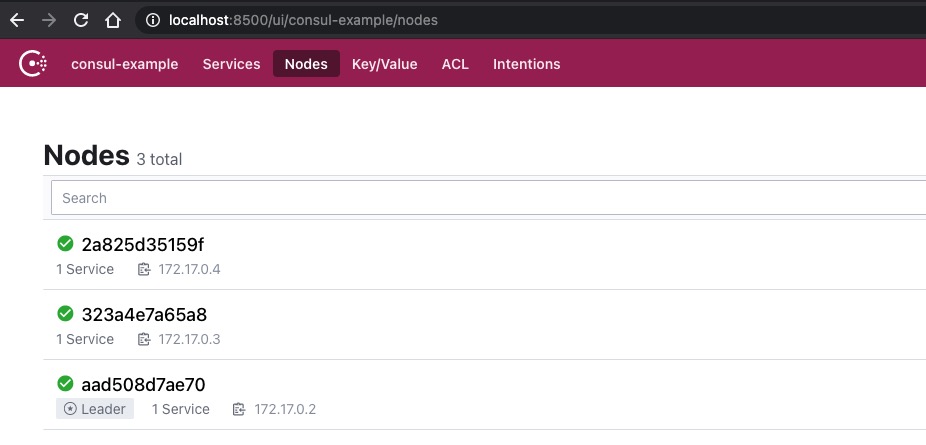 localhost:8500/ui/consul-example/nodes
consul-example Services Nodes Key/Value ACL Intentions
Nodes 3 total
Search
2a825d35159f
1 Service 172.17.0.4
323a4e7a65a8
1 Service 172.17.0.3
aad508d7ae70
Leader 1 Service 172.17.0.2